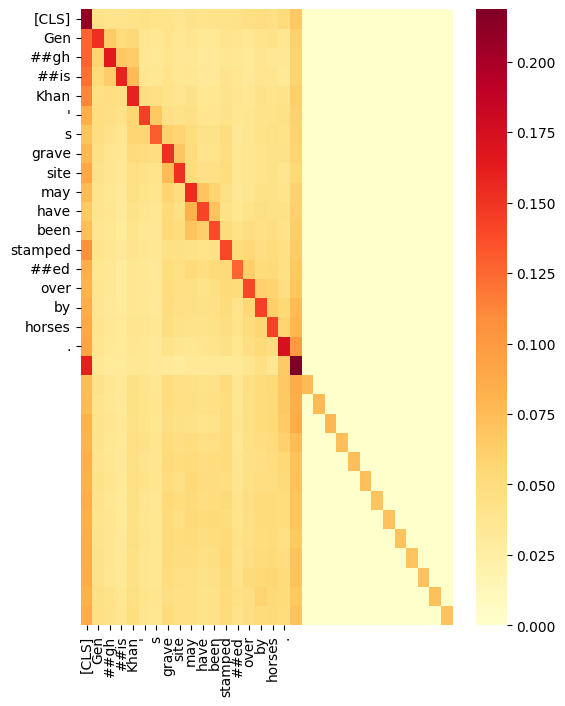 [CLS]
Gen
##gh
##is
Khan
'
s
grave
site
may
have
been
stamped
##ed
over
by
horses
.
[CLS]
Gen
##gh
##is
Khan
'
s
grave
site
may
have
been
stamped
##ed
over
by
horses
.
0.200
0.175
0.150
0.125
0.100
0.075
0.050
0.025
0.000